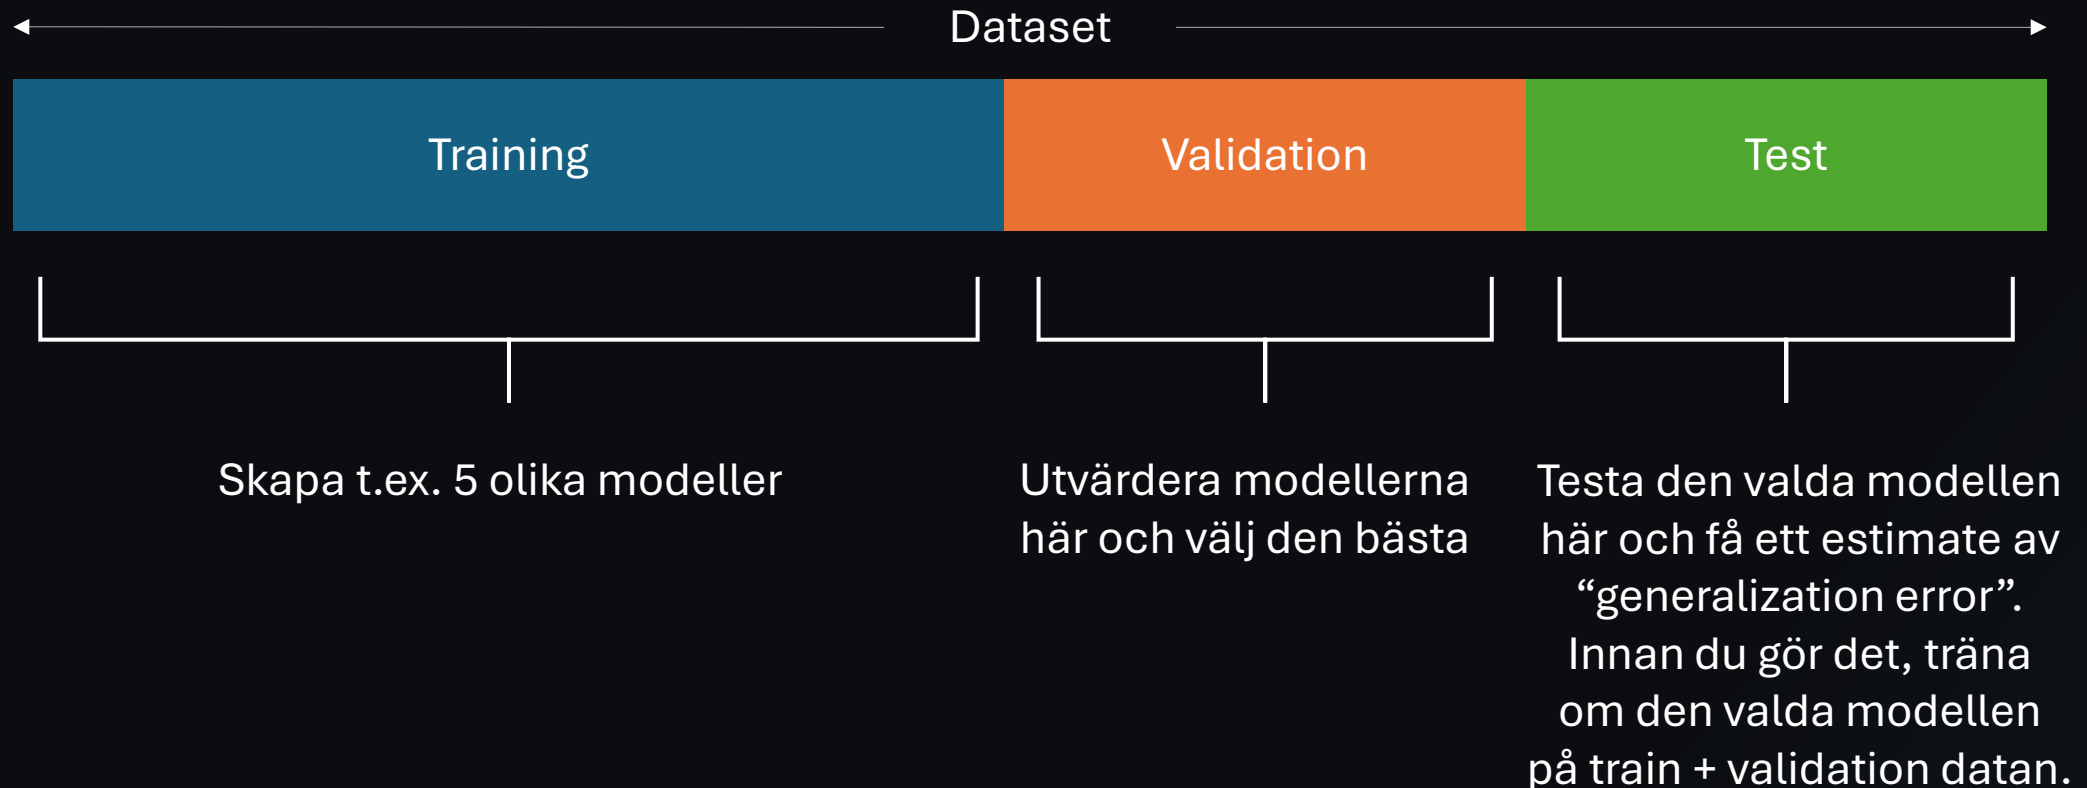 Dataset
Training
Validation
Test
Skapa t.ex. 5 olika modeller
Utvärdera modellerna
här och välj den bästa
Testa den valda modellen
här och få ett estimate av
“generalization error”.
Innan du gör det, träna
om den valda modellen
på train + validation datan.